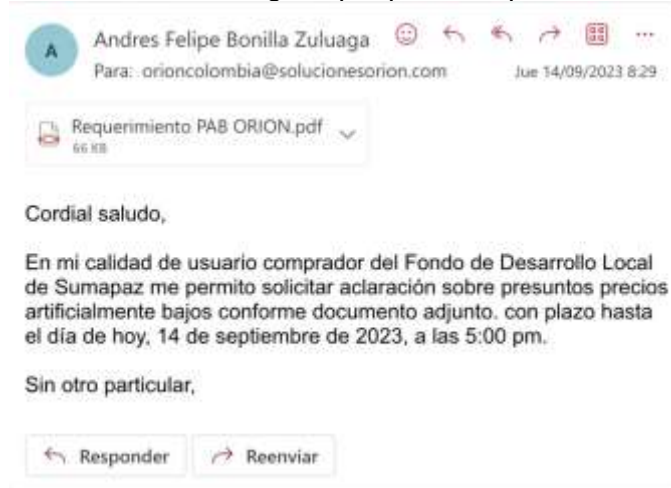 A
Andres Felipe Bonilla Zuluaga
Para: orioncolombia@solucionesorion.com
Jue 14/09/2023 8:29
Requerimiento PAB ORION.pdf
66 KB
Cordial saludo,
En mi calidad de usuario comprador del Fondo de Desarrollo Local
de Sumapaz me permito solicitar aclaración sobre presuntos precios
artificialmente bajos conforme documento adjunto. con plazo hasta
el día de hoy, 14 de septiembre de 2023, a las 5:00 pm.
Sin otro particular,
Responder
Reenviar